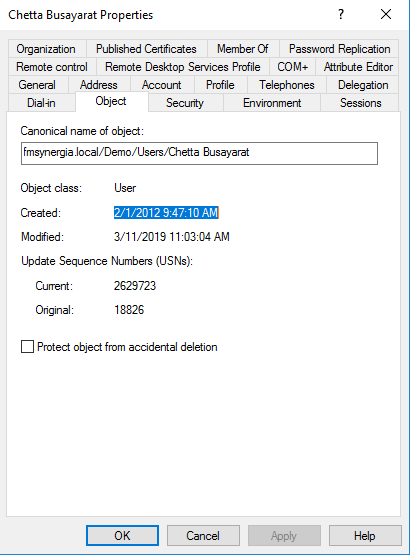 Chetta Busayarat Properties
?
Organization Published Certificates Member Of Password Replication
Remote control Remote Desktop Services Profile COM+ Attribute Editor
General Address Account Profile Telephones Delegation
Dial-in Object Security Environment Sessions
Canonical name of object:
fmsynergia.local/Demo/Users/Chetta Busayarat
Object class: User
Created: 2/1/2012 9:47:10 AM
Modified: 3/11/2019 11:03:04 AM
Update Sequence Numbers (USNs):
Current: 2629723
Original: 18826
Protect object from accidental deletion
OK Cancel Apply Help